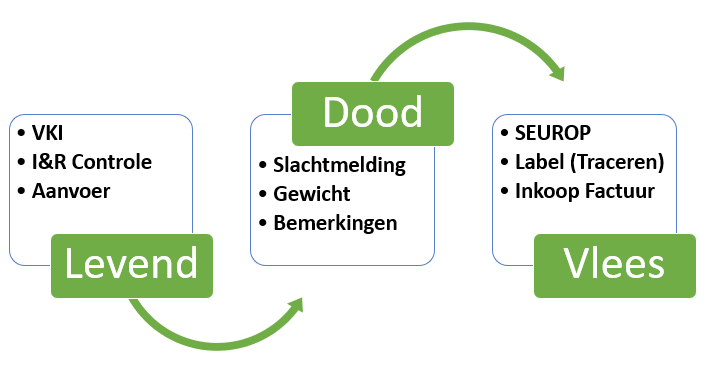 • VKI
• I&R Controle
• Aanvoer
Levend
Dood
• Slachtmelding
• Gewicht
• Bemerkingen
• SEUROP
• Label (Traceren)
• Inkoop Factuur
Vlees